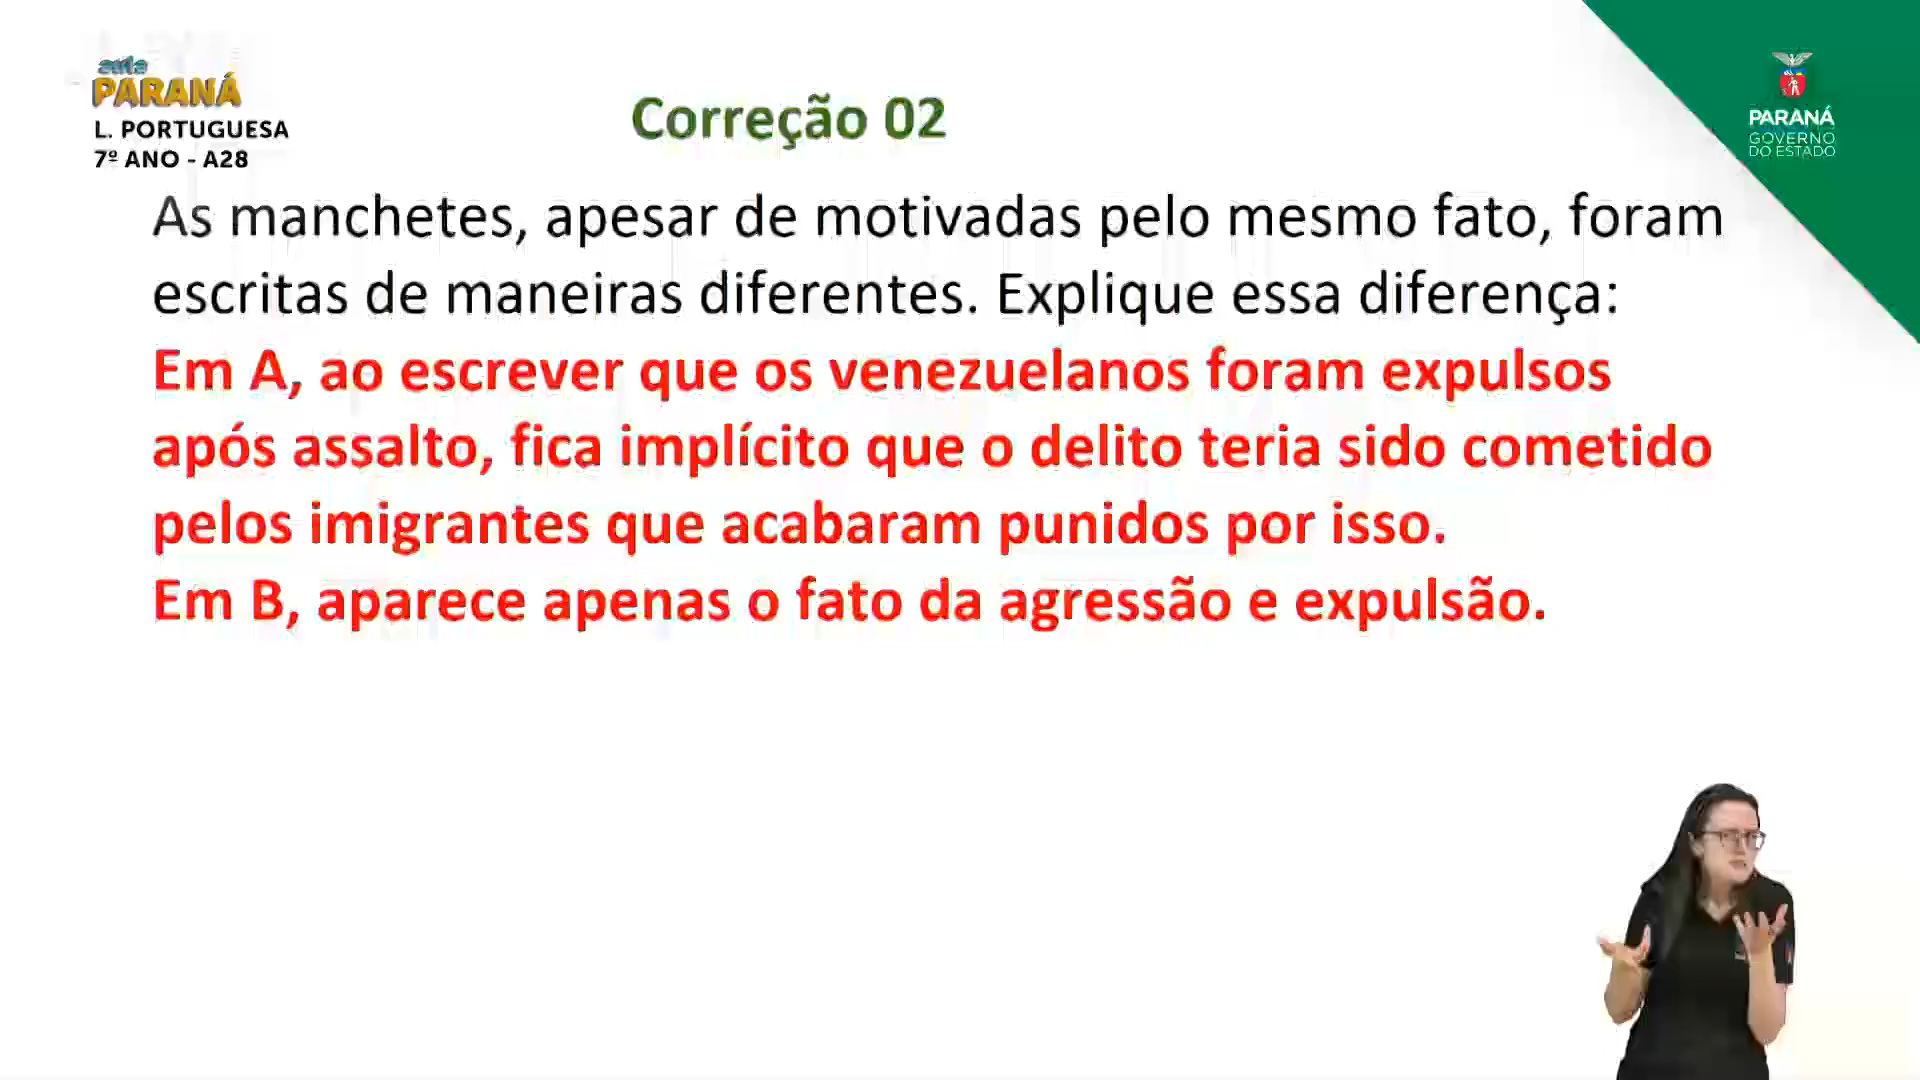 aula
PARANÁ
L. PORTUGUESA
7º ANO - A28
Correção 02
PARANÁ
GOVERNO
DO ESTADO
As manchetes, apesar de motivadas pelo mesmo fato, foram
escritas de maneiras diferentes. Explique essa diferença:
Em A, ao escrever que os venezuelanos foram expulsos
após assalto, fica implícito que o delito teria sido cometido
pelos imigrantes que acabaram punidos por isso.
Em B, aparece apenas o fato da agressão e expulsão.